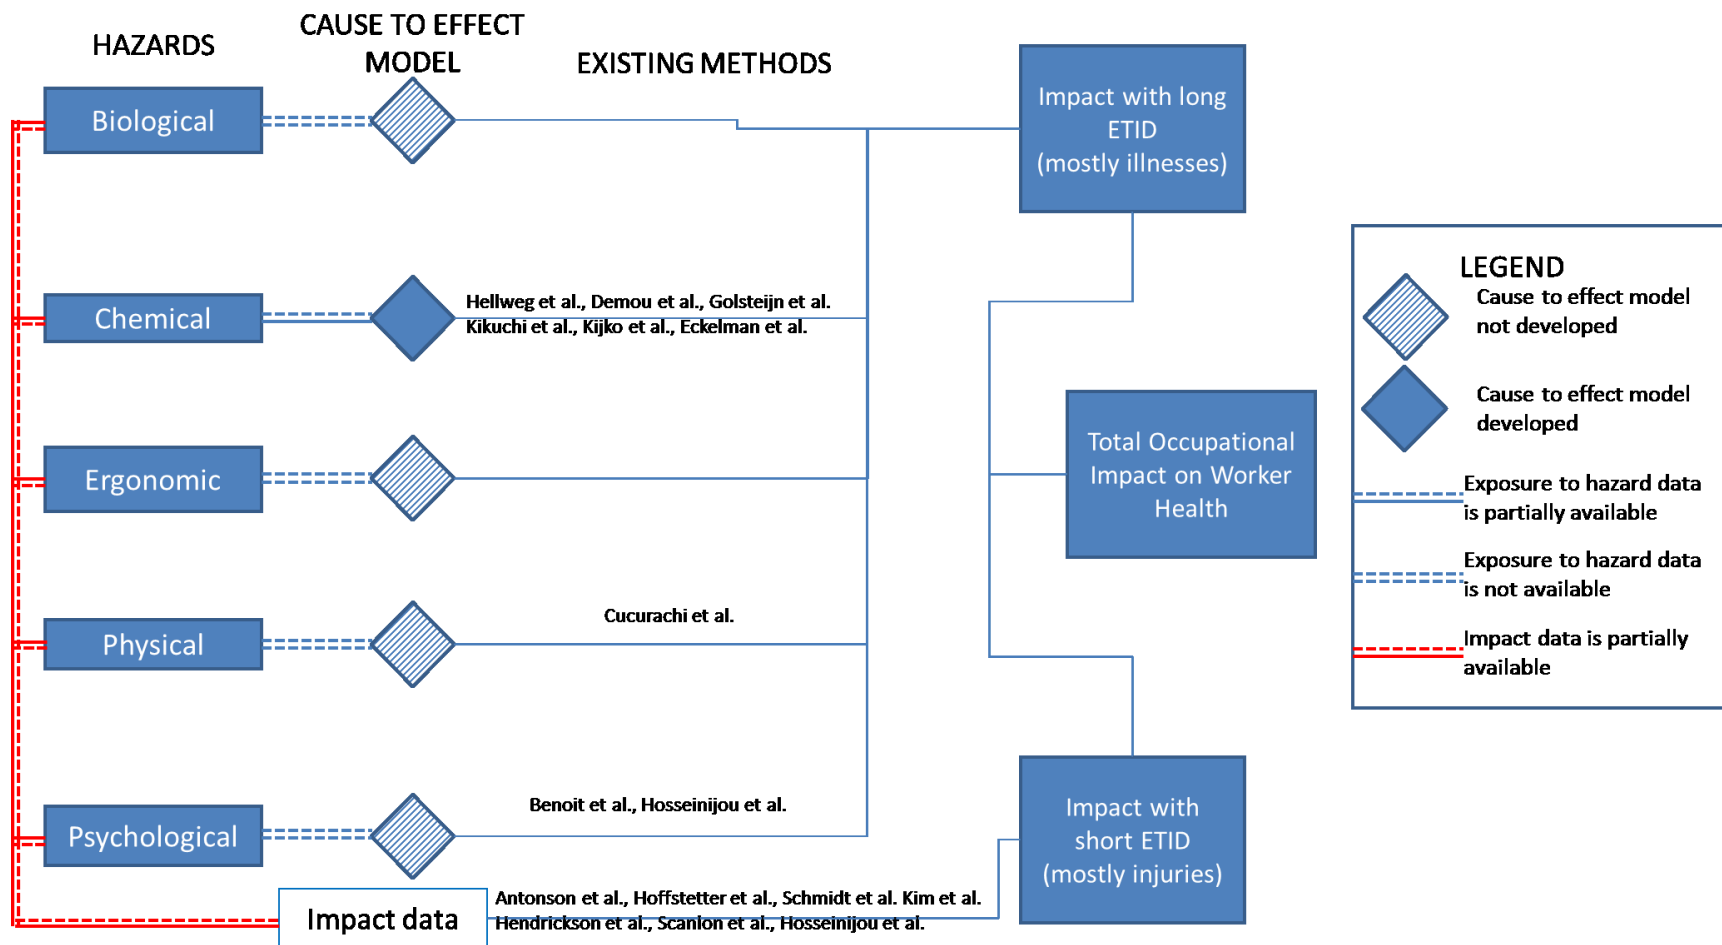 HAZARDS
CAUSE TO EFFECT
MODEL
EXISTING METHODS
Biological
Impact with long
ETID
(mostly illnesses)
Chemical
Hellweg et al., Demou et al., Golsteijn et al.
Kikuchi et al., Kijko et al., Eckelman et al.
Ergonomic
Total Occupational
Impact on Worker
Health
Physical
Cucurachi et al.
Psychological
Benoit et al., Hosseinijou et al.
Impact with
short ETID
(mostly injuries)
Impact data
Antonson et al., Hoffstetter et al., Schmidt et al. Kim et al.
Hendrickson et al., Scanlon et al., Hosseinijou et al.
LEGEND
Cause to effect model
not developed
Cause to effect model
developed
Exposure to hazard data
is partially available
Exposure to hazard data
is not available
Impact data is partially
available